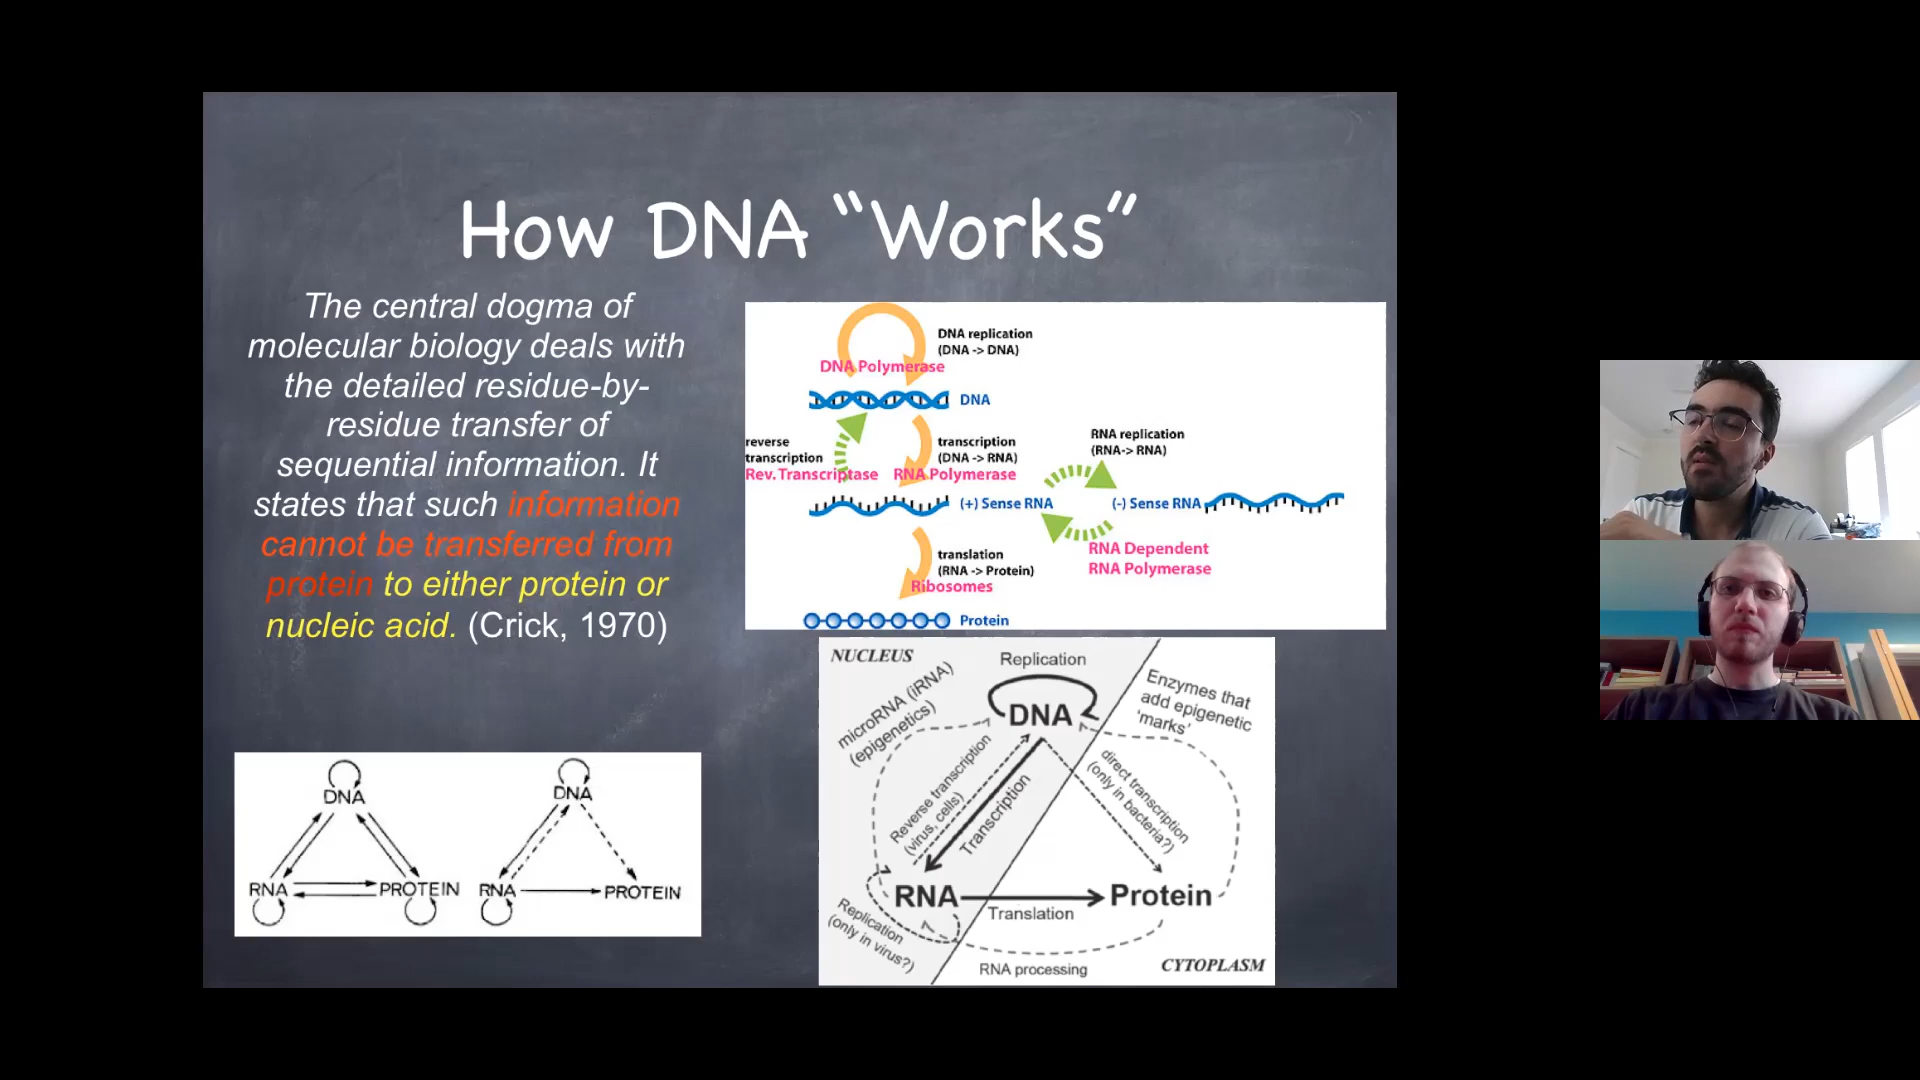 How DNA “Works”
The central dogma of
molecular biology deals with
the detailed residue-by-
residue transfer of
sequential information. It
states that such information
cannot be transferred from
protein to either protein or
nucleic acid. (Crick, 1970)
DNA replication
(DNA -> DNA)
DNA Polymerase
DNA
reverse
transcription
Rev. Transcriptase
transcription
(DNA -> RNA)
RNA Polymerase
RNA replication
(RNA-> RNA)
(+) Sense RNA
(-) Sense RNA
RNA Dependent
RNA Polymerase
translation
(RNA -> Protein)
Ribosomes
Protein
DNA
RNA
PROTEIN
DNA
RNA
PROTEIN
NUCLEUS
Replication
DNA
microRNA (iRNA)
(epigenetics)
Enzymes that
add epigenetic
‘marks’
Reverse transcription
(virus, cells)
Transcription
direct transcription
(only in bacteria?)
RNA
Translation
Protein
Replication
(only in virus?)
RNA processing
CYTOPLASM